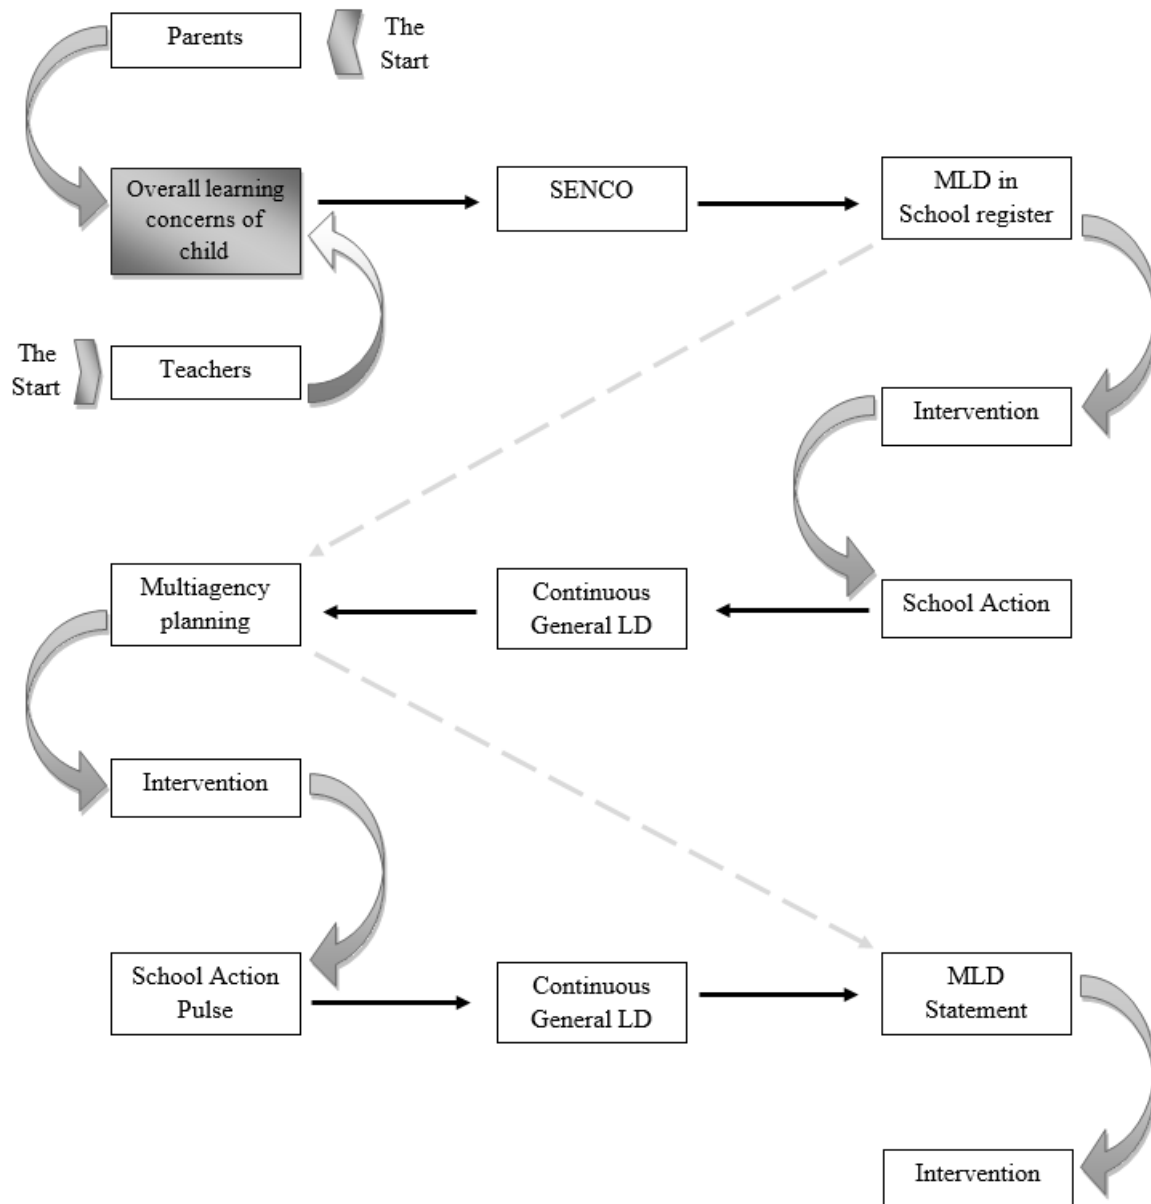 Parents
The
Start
Overall learning
concerns of
child
SENCO
MLD in
School register
The
Start
Teachers
Intervention
Multiagency
planning
Continuous
General LD
School Action
Intervention
School Action
Pulse
Continuous
General LD
MLD
Statement
Intervention